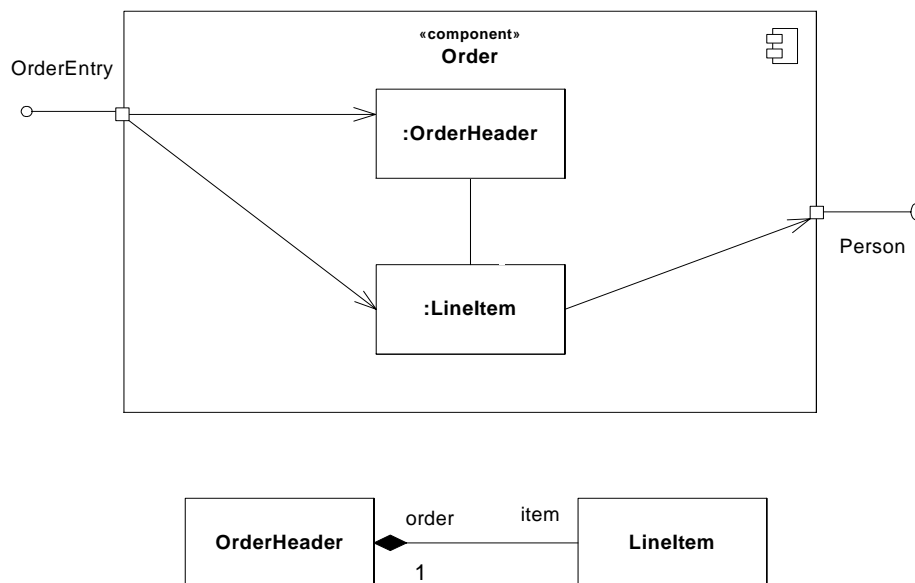 «component»
Order
OrderEntry
:OrderHeader
Person
:LineItem
order
item
OrderHeader
LineItem
1